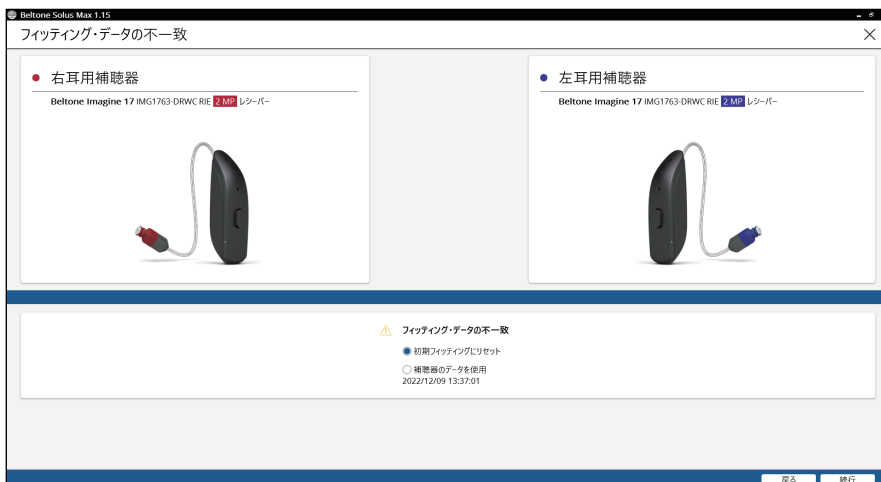 Beltone Solus Max 1.15
フィッティング・データの不一致
右耳用補聴器
Beltone Imagine 17 IMG1763-DRWC RIE 2 MP レシーバー
左耳用補聴器
Beltone Imagine 17 IMG1763-DRWC RIE 2 MP レシーバー
フィッティング・データの不一致
初期フィッティングにリセット
補聴器のデータを使用
2022/12/09 13:37:01
戻る 続行